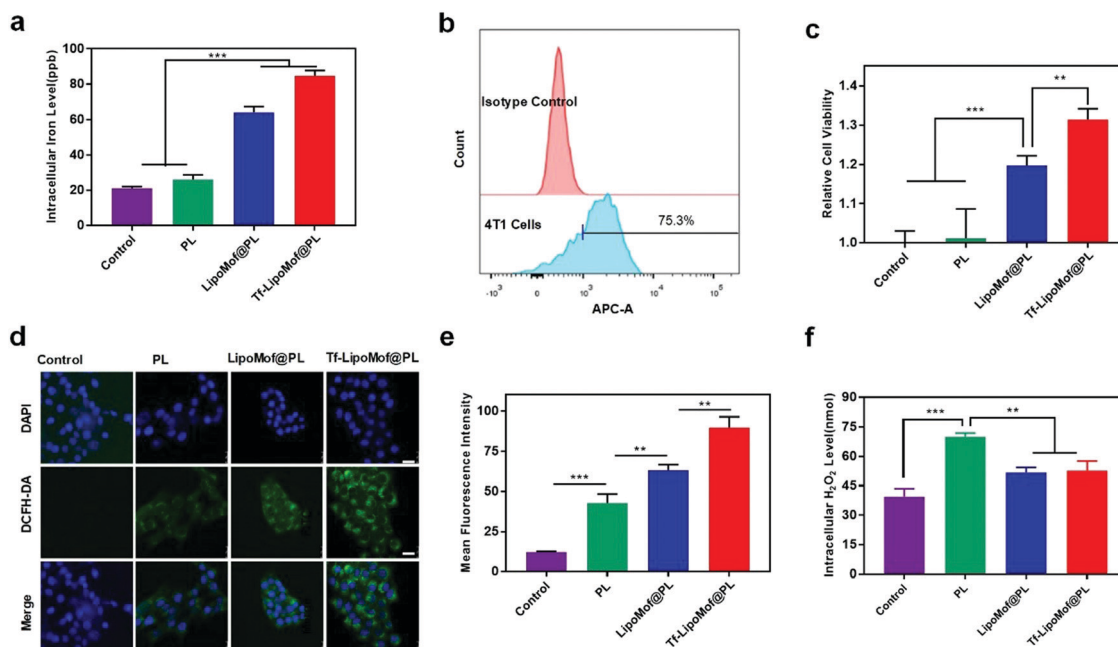 a
Intracellular Iron Level(ppb)
100
80
60
40
20
0
***
Control
PL
LipoMof@PL
Tf-LipoMof@PL
b
Count
Isotype Control
4T1 Cells
75.3%
-10³ 0 10³ 10⁴ 10⁵
APC-A
c
Relative Cell Viability
1.4
1.3
1.2
1.1
1.0
***
**
Control
PL
LipoMof@PL
Tf-LipoMof@PL
d
Control PL LipoMof@PL Tf-LipoMof@PL
DAPI
DCFH-DA
Merge
e
Mean Fluorescence Intensity
100
75
50
25
0
***
**
**
Control
PL
LipoMof@PL
Tf-LipoMof@PL
f
Intracellular H₂O₂ Level(nmol)
90
75
60
45
30
15
0
***
**
Control
PL
LipoMof@PL
Tf-LipoMof@PL